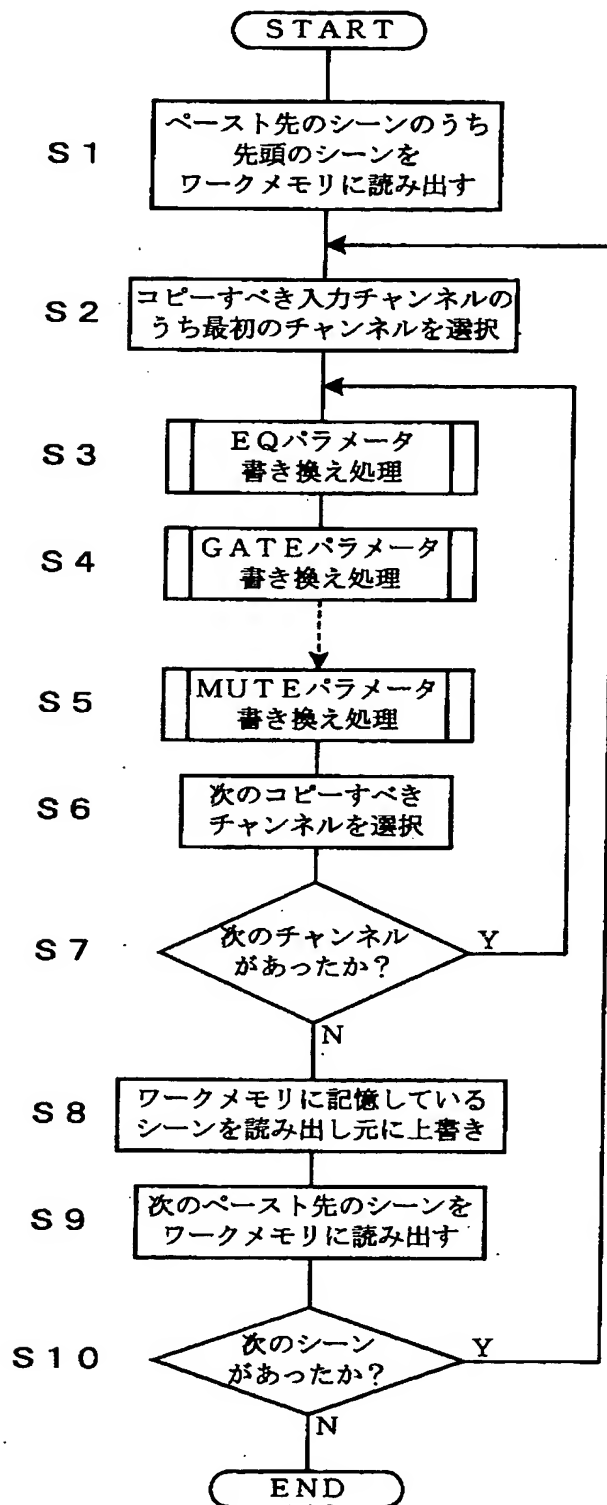 START
S1
ペースト先のシーンのうち
先頭のシーンを
ワークメモリに読み出す
S2
コピーすべき入力チャンネルの
うち最初のチャンネルを選択
S3
EQパラメータ
書き換え処理
S4
GATEパラメータ
書き換え処理
S5
MUTEパラメータ
書き換え処理
S6
次のコピーすべき
チャンネルを選択
S7
次のチャンネル
があったか?
Y
N
S8
ワークメモリに記憶している
シーンを読み出し元に上書き
S9
次のペースト先のシーンを
ワークメモリに読み出す
S10
次のシーン
があったか?
Y
N
END